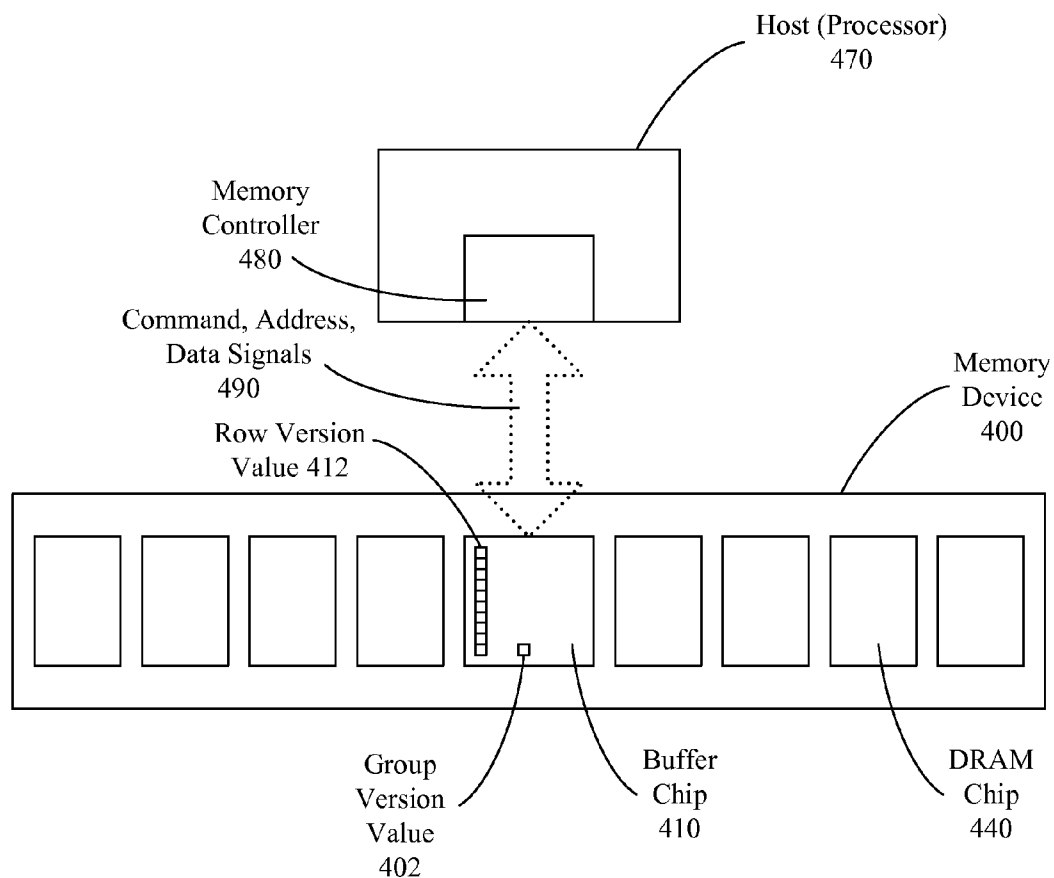 Host (Processor)
470
Memory
Controller
480
Command, Address,
Data Signals
490
Memory
Device
400
Row Version
Value 412
Group
Version
Value
402
Buffer
Chip
410
DRAM
Chip
440